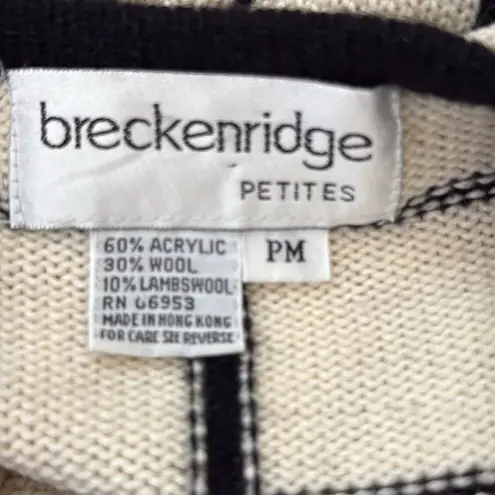 breckenridge
PETITES
60% ACRYLIC
30% WOOL
10% LAMBSWOOL
RN 66953
MADE IN HONG KONG
FOR CARE SEE REVERSE
PM